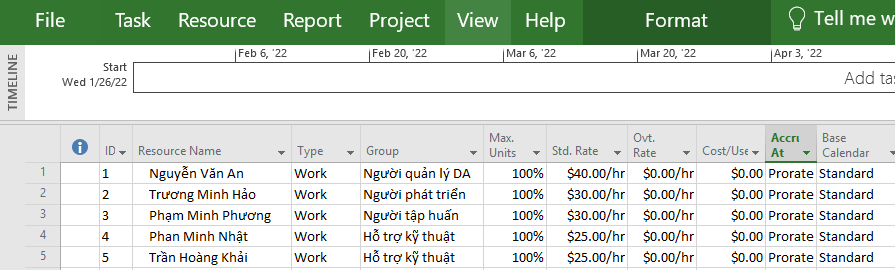 File Task Resource Report Project View Help Format Tell me w
Feb 6, '22 Feb 20, '22 Mar 6, '22 Mar 20, '22 Apr 3, '22
TIMELINE
Start
Wed 1/26/22
Add tas
ID Resource Name Type Group Max. Units Std. Rate Ovt. Rate Cost/Use Accru At Base Calendar
1 1 Nguyễn Văn An Work Người quản lý DA 100% $40.00/hr $0.00/hr $0.00 Prorate Standard
2 2 Trương Minh Hảo Work Người phát triển 100% $30.00/hr $0.00/hr $0.00 Prorate Standard
3 3 Phạm Minh Phương Work Người tập huấn 100% $30.00/hr $0.00/hr $0.00 Prorate Standard
4 4 Phan Minh Nhật Work Hỗ trợ kỹ thuật 100% $25.00/hr $0.00/hr $0.00 Prorate Standard
5 5 Trần Hoàng Khải Work Hỗ trợ kỹ thuật 100% $25.00/hr $0.00/hr $0.00 Prorate Standard